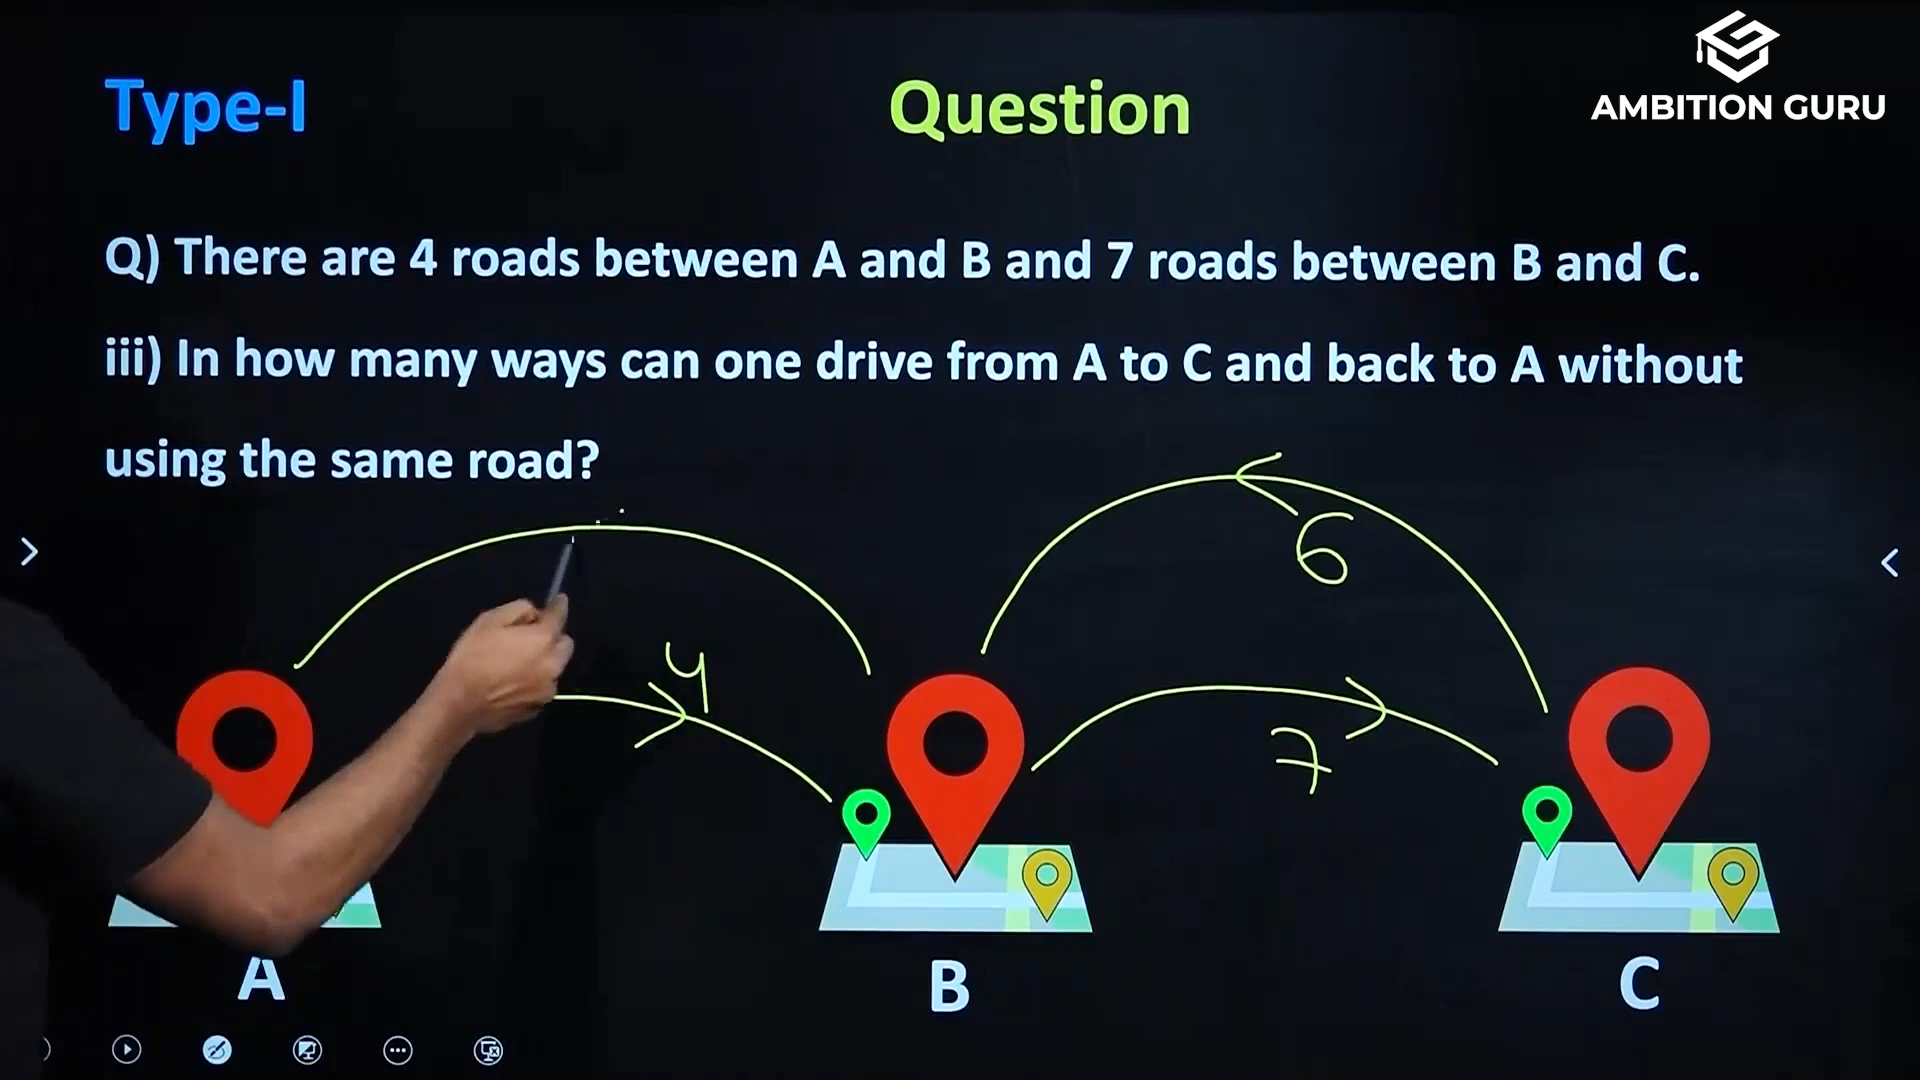 AMBITION GURU
Type-I
Question
Q) There are 4 roads between A and B and 7 roads between B and C.
iii) In how many ways can one drive from A to C and back to A without
using the same road?
6
4
7
A
B
C